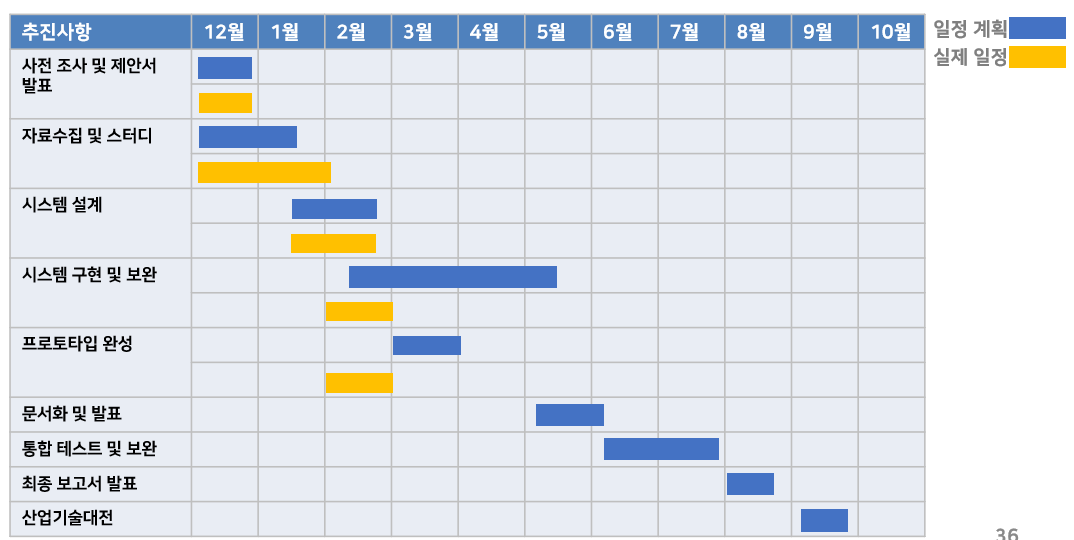 추진사항 12월 1월 2월 3월 4월 5월 6월 7월 8월 9월 10월
일정 계획
실제 일정
사전 조사 및 제안서
발표
자료수집 및 스터디
시스템 설계
시스템 구현 및 보완
프로토타입 완성
문서화 및 발표
통합 테스트 및 보완
최종 보고서 발표
산업기술대전
36